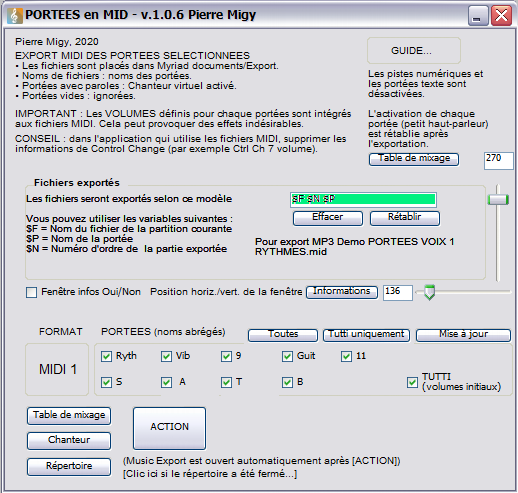 PORTEES en MID - v.1.0.6 Pierre Migy
Pierre Migy, 2020
EXPORT MIDI DES PORTEES SELECTIONNEES
• Les fichiers sont placés dans Myriad documents/Export.
• Noms de fichiers : noms des portées.
• Portées avec paroles : Chanteur virtuel activé.
• Portées vides : ignorées.
IMPORTANT : Les VOLUMES définis pour chaque portées sont intégrés
aux fichiers MIDI. Cela peut provoquer des effets indésirables.
CONSEIL : dans l'application qui utilise les fichiers MIDI, supprimer les
informations de Control Change (par exemple Ctrl Ch 7 volume).
GUIDE...
Les pistes numériques et
les portées texte sont
désactivées.
L'activation de chaque
portée (petit haut-parleur)
est rétablie après
l'exportation.
Table de mixage
270
Fichiers exportés
Les fichiers seront exportés selon ce modèle
$F $N $P
Effacer
Rétablir
Vous pouvez utiliser les variables suivantes :
$F = Nom du fichier de la partition courante
$P = Nom de la portée
$N = Numéro d'ordre de la partie exportée
Pour export MP3 Demo PORTEES VOIX 1
RYTHMES.mid
Fenêtre infos Oui/Non
Position horiz./vert. de la fenêtre
Informations
136
FORMAT
PORTEES (noms abrégés)
Toutes
Tutti uniquement
Mise à jour
MIDI 1
Ryth
Vib
9
Guit
11
S
A
T
B
TUTTI
(volumes initiaux)
Table de mixage
Chanteur
Répertoire
ACTION
(Music Export est ouvert automatiquement après [ACTION])
[Clic ici si le répertoire a été fermé...]